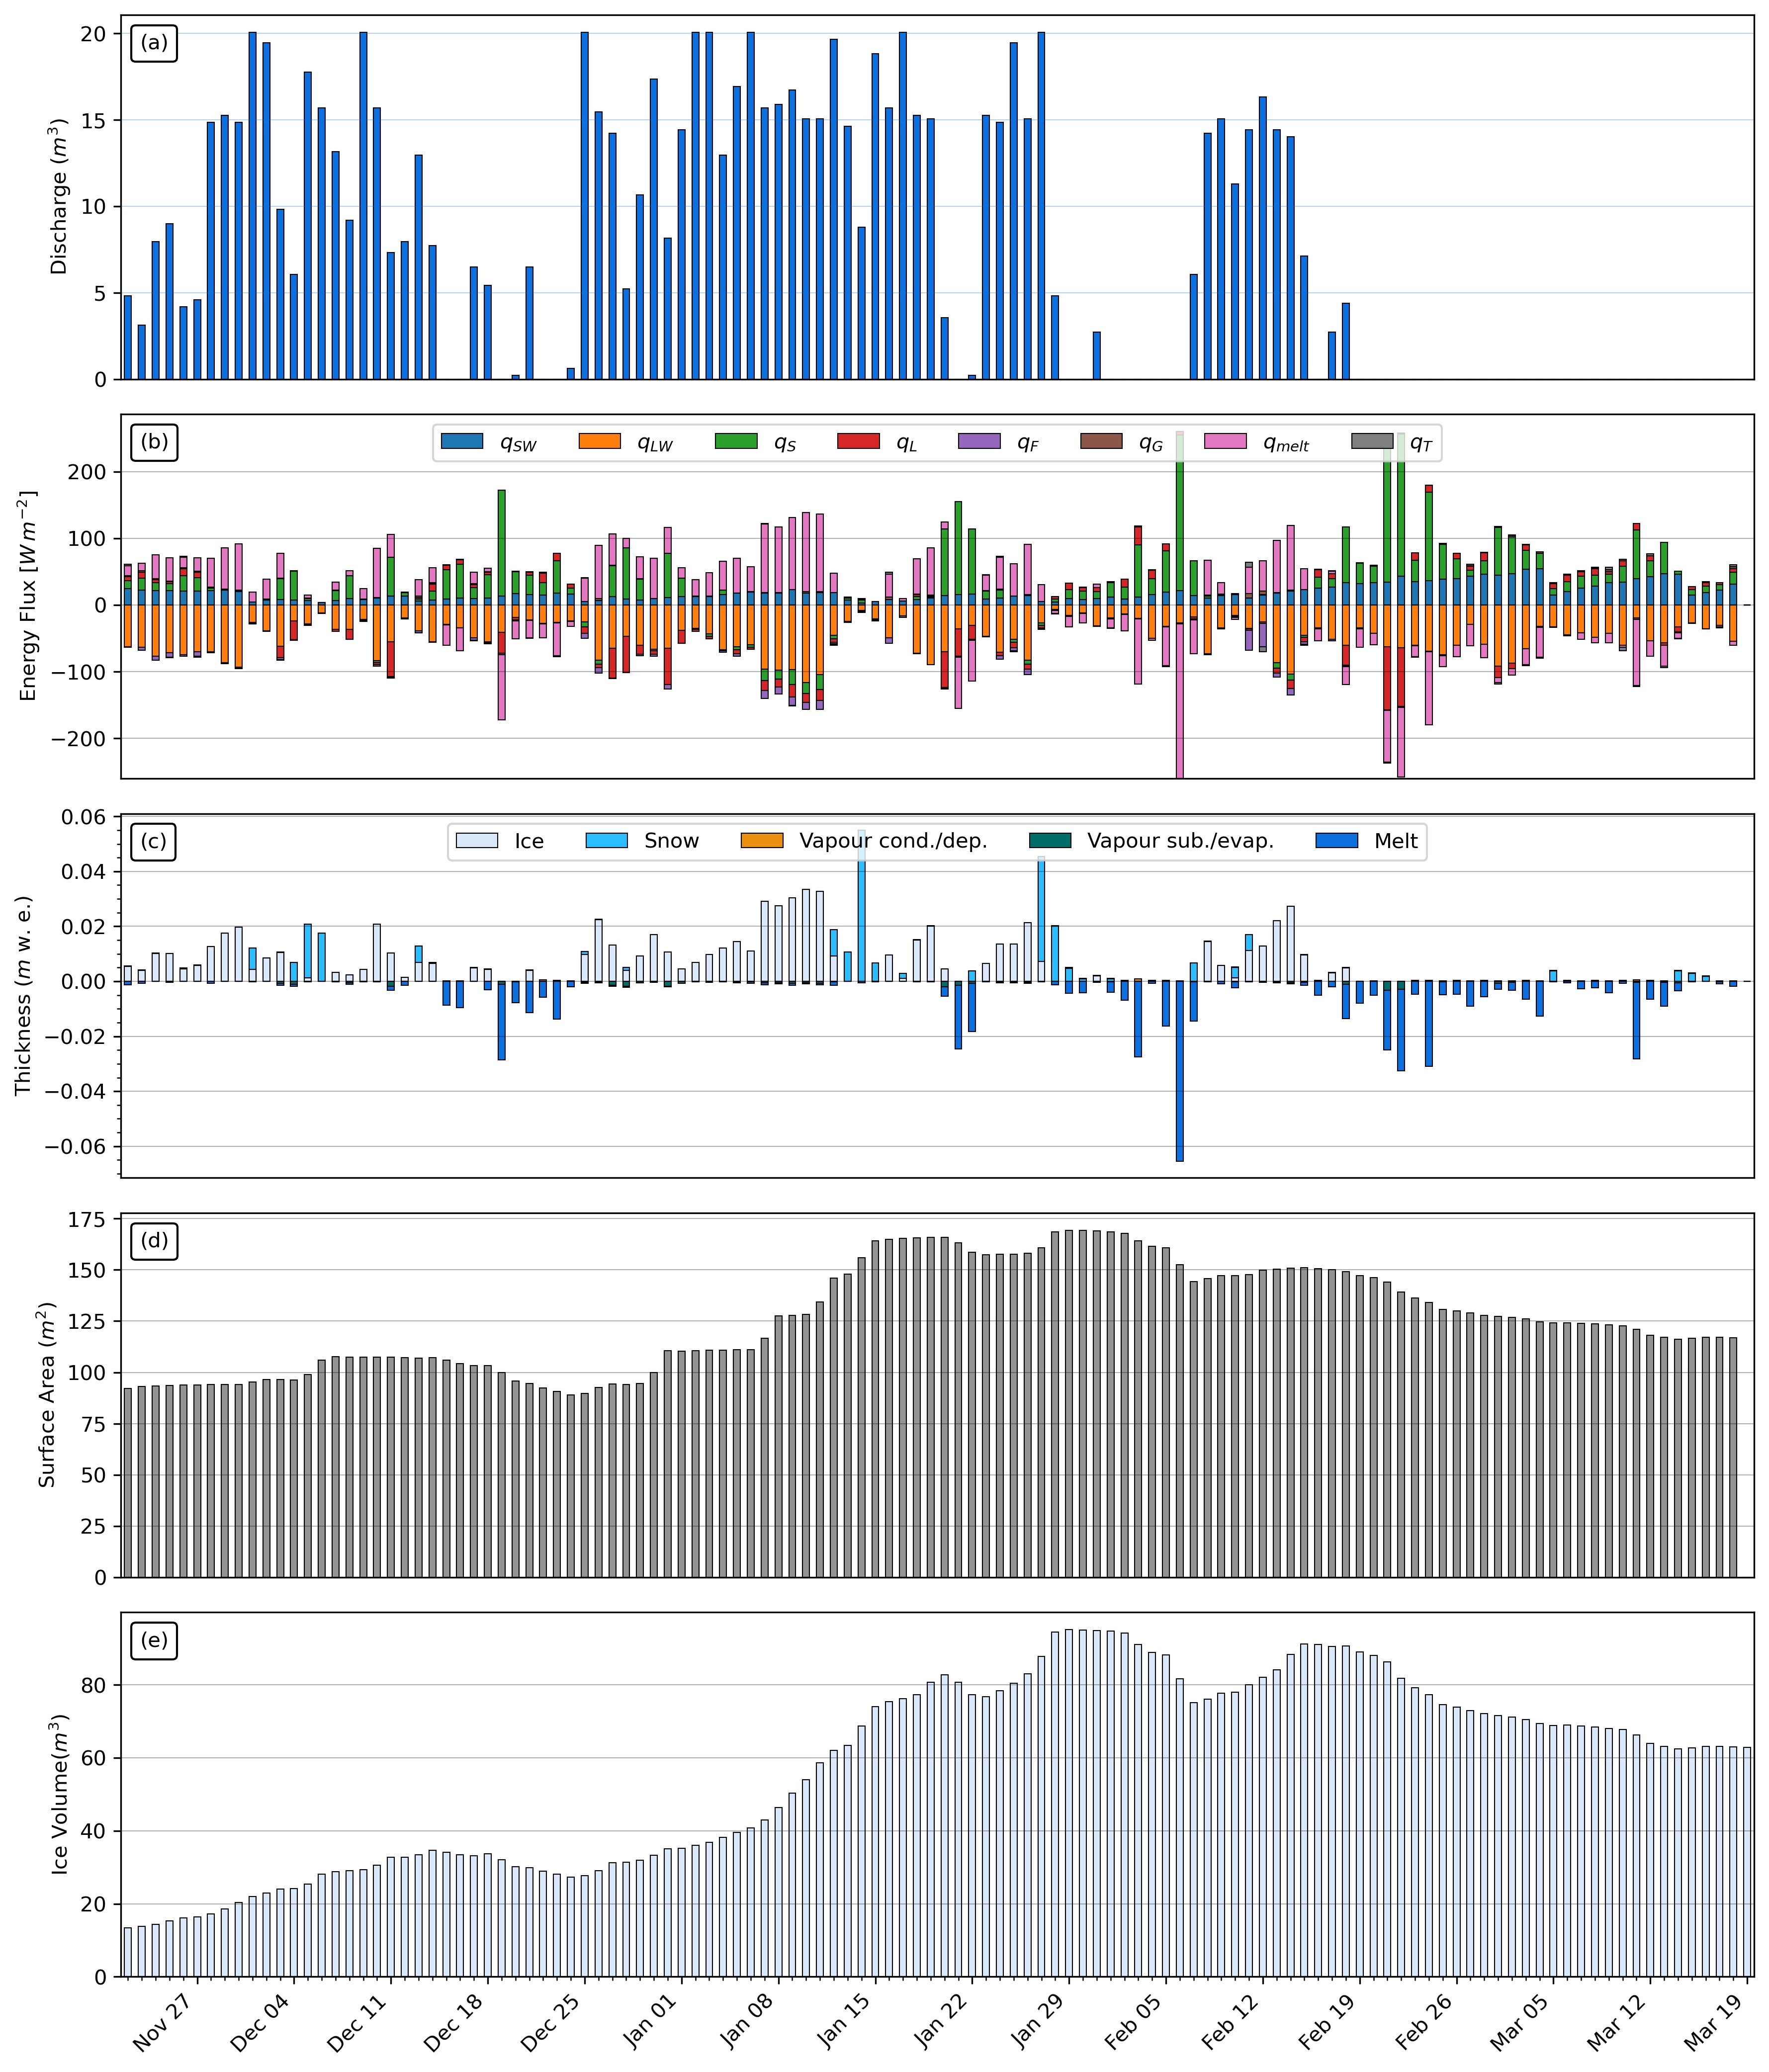 (a)
Discharge (m³)
20
15
10
5
0
(b)
q_SW q_LW q_S q_L q_F q_G q_melt q_T
Energy Flux [W m⁻²]
200
100
0
−100
−200
(c)
Ice Snow Vapour cond./dep. Vapour sub./evap. Melt
Thickness (m w. e.)
0.06
0.04
0.02
0.00
−0.02
−0.04
−0.06
(d)
Surface Area (m²)
175
150
125
100
75
50
25
0
(e)
Ice Volume(m³)
80
60
40
20
0
Nov 27 Dec 04 Dec 11 Dec 18 Dec 25 Jan 01 Jan 08 Jan 15 Jan 22 Jan 29 Feb 05 Feb 12 Feb 19 Feb 26 Mar 05 Mar 12 Mar 19